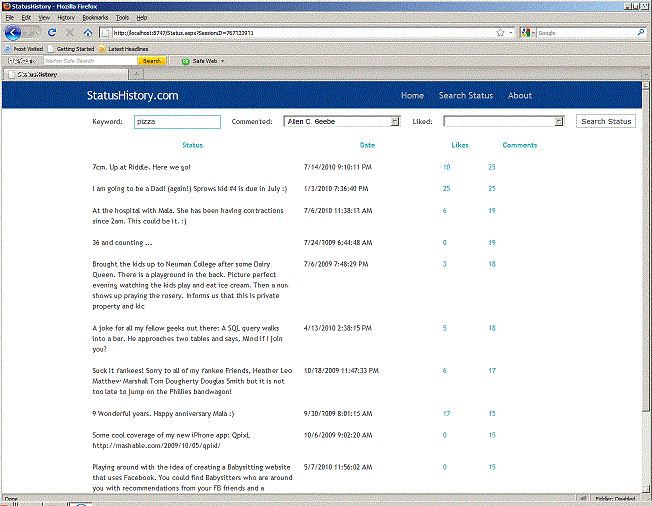 StatusHistory - Mozilla Firefox
File Edit View History Bookmarks Tools Help
Google
Most Visited Getting Started Latest Headlines
Norton Safe Search Search Safe Web
StatusHistory
StatusHistory.com Home Search Status About
Keyword: pizza Commented: Allen C. Liked: Search Status
Status Date Likes Comments
7cm. Up at Riddle. Here we go! 7/14/2010 9:10:11 PM 10 25
I am going to be a Dad! (again!) Sprows kid #4 is due in July :) 1/3/2010 7:36:40 PM 25 25
At the hospital with Mala. She has been having contractions 7/6/2010 11:38:12 AM 6 19
since 2am. This could be it. :)
36 and counting ... 7/24/2009 6:44:48 AM 0 19
Brought the kids up to Neuman College after some Dairy 7/6/2009 7:48:29 PM 3 18
Queen. There is a playground in the back. Picture perfect
evening watching the kids play and eat ice cream. Then a nun
shows up praying the rosery. Informs us that this is private
property and kic
A joke for all my fellow geeks out there: A SQL query walks 4/13/2010 2:38:15 PM 5 18
into a bar. He approaches two tables and says, Mind if I join
you?
Suck it Yankees! Sorry to all of my Yankee Friends, Heather Leo 10/28/2009 11:47:33 PM 6 17
Matthew Marshall Tom Dougherty Douglas Smith but it is not
too late to jump on the Phillies bandwagon!
9 Wonderful years. Happy anniversary Mala :) 9/30/2009 8:01:15 AM 17 15
Some cool coverage of my new iPhone app: QpixL 10/6/2009 9:02:20 AM 0 15
http://mashable.com/2009/10/05/qpixl/
Playing around with the idea of creating a Babysitting website 5/7/2010 11:56:02 AM 0 15
that uses Facebook. You could find Babysitters who are around
you with recommendations from your FB friends and a
Done Fiddler: Disabled